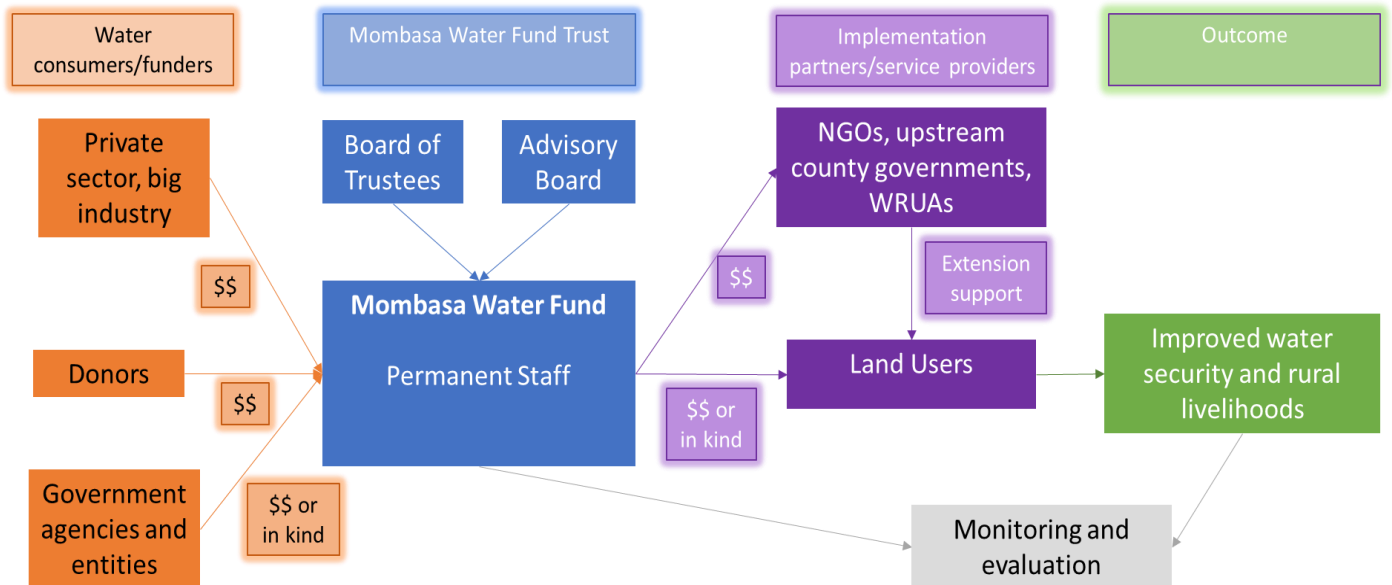 Water
consumers/funders
Mombasa Water Fund Trust
Implementation
partners/service providers
Outcome
Private
sector, big
industry
$$
Donors
$$
Government
agencies and
entities
$$ or
in kind
Board of
Trustees
Advisory
Board
Mombasa Water Fund
Permanent Staff
$$
$$ or
in kind
NGOs, upstream
county governments,
WRUAs
Extension
support
Land Users
Improved water
security and rural
livelihoods
Monitoring and
evaluation